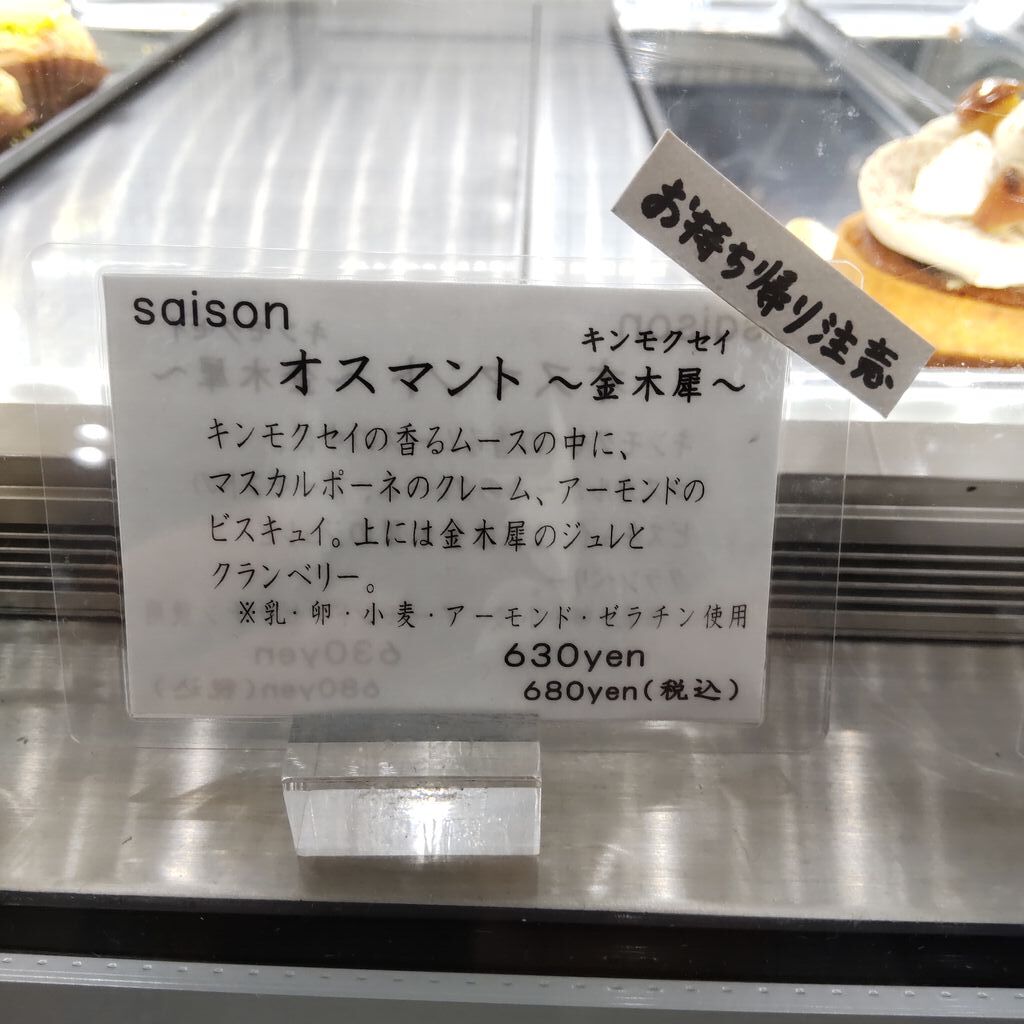 saison
お持ち帰り注意
キンモクセイ
オスマント ～金木犀～
キンモクセイの香るムースの中に、
マスカルポーネのクレーム、アーモンドの
ビスキュイ。上には金木犀のジュレと
クランベリー。
※乳・卵・小麦・アーモンド・ゼラチン使用
630yen
680yen(税込)